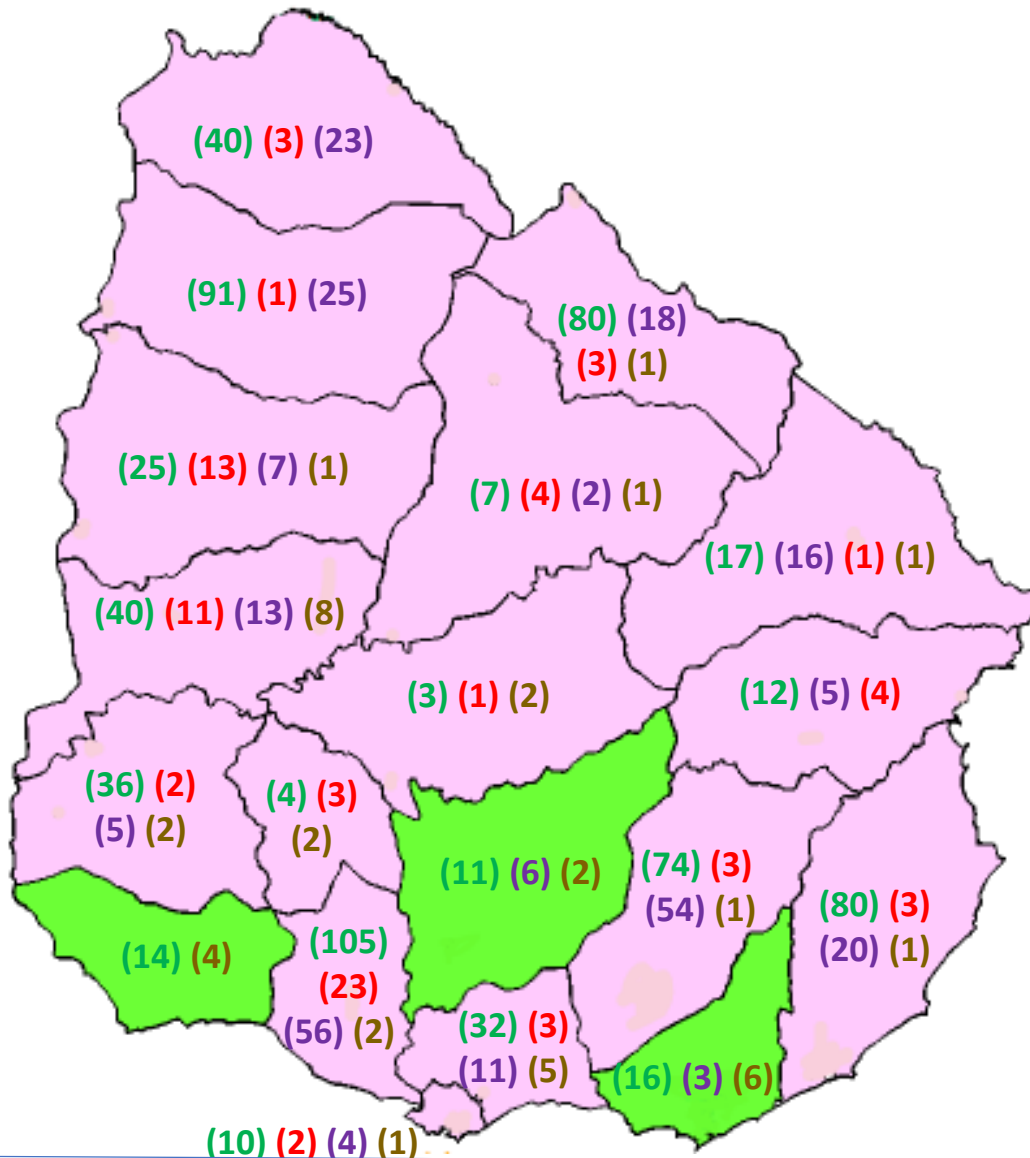 (40) (3) (23)
(91) (1) (25)
(80) (18)
(3) (1)
(25) (13) (7) (1)
(7) (4) (2) (1)
(17) (16) (1) (1)
(40) (11) (13) (8)
(3) (1) (2)
(12) (5) (4)
(36) (2)
(5) (2)
(4) (3)
(2)
(11) (6) (2)
(74) (3)
(54) (1)
(80) (3)
(20) (1)
(14) (4)
(105)
(23)
(56) (2)
(32) (3)
(11) (5)
(16) (3) (6)
(10) (2) (4) (1)